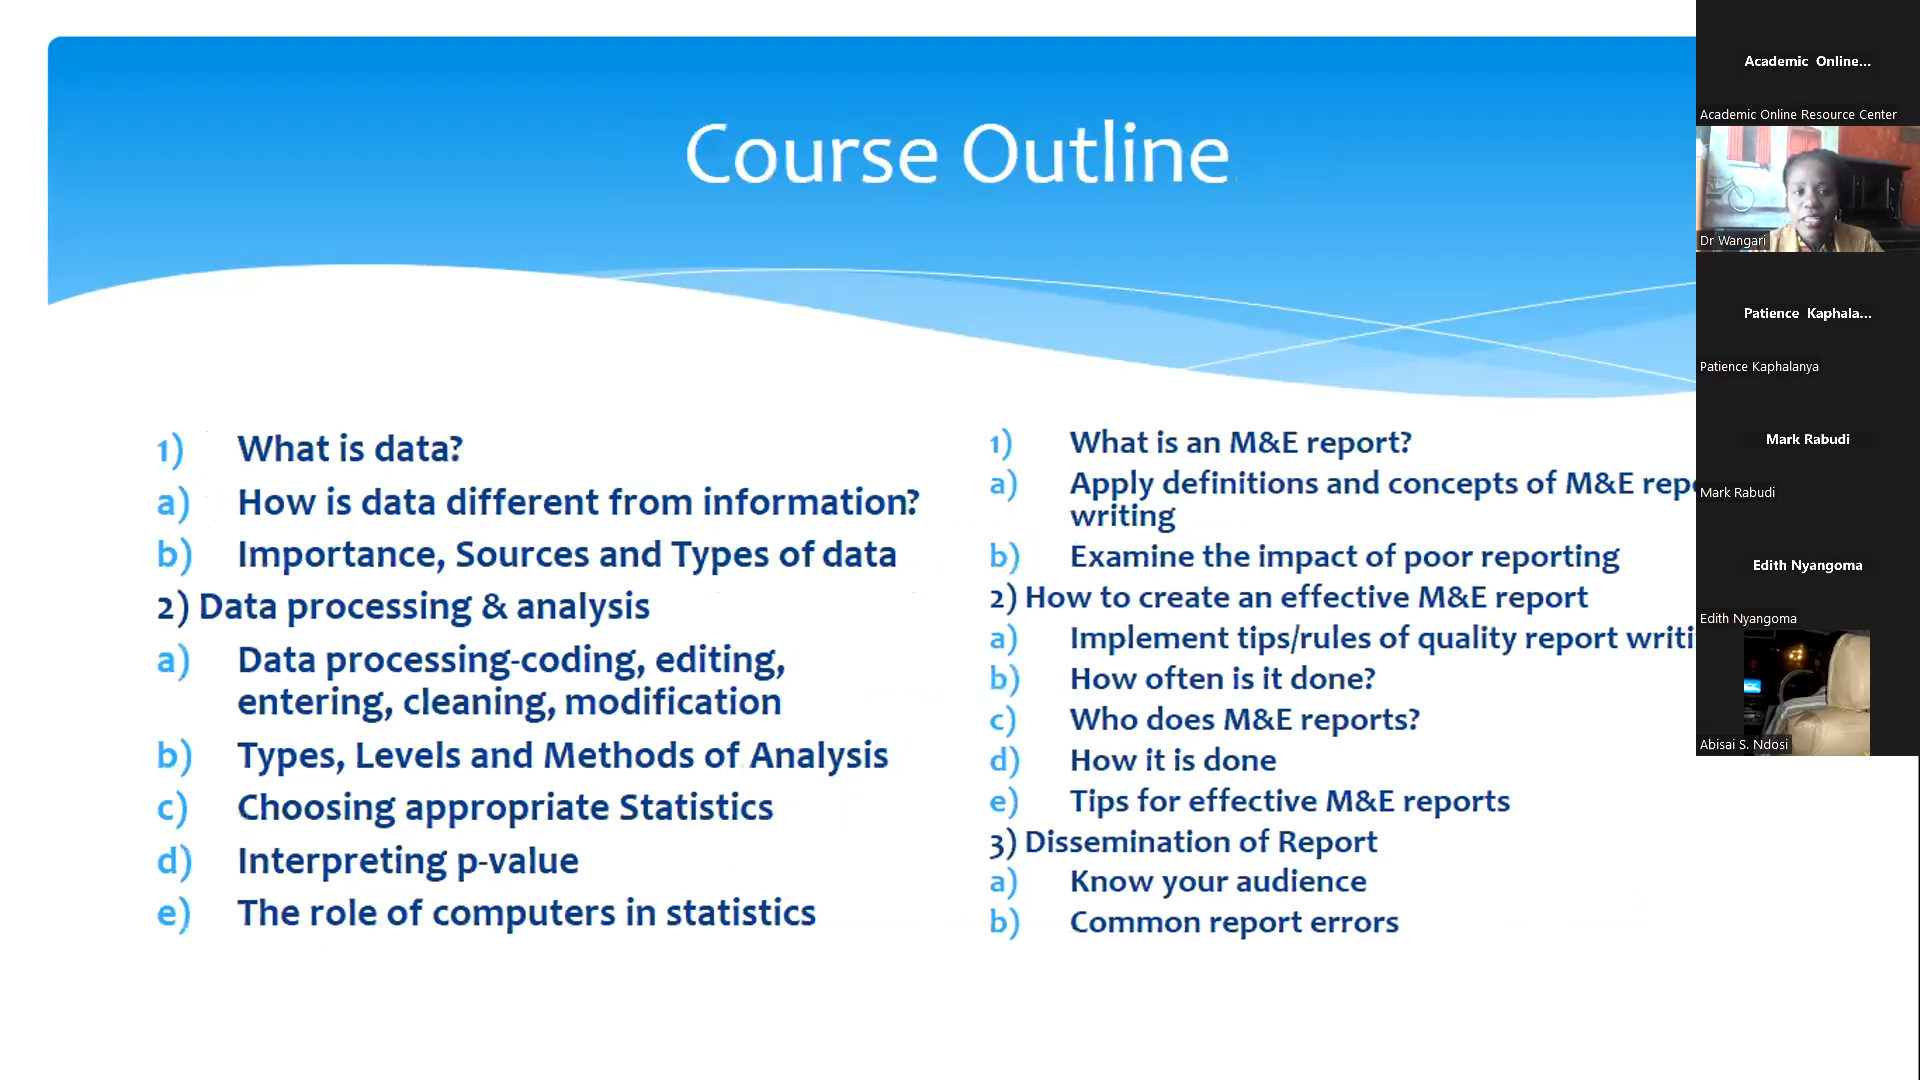 Course Outline
1) What is data?
a) How is data different from information?
b) Importance, Sources and Types of data
2) Data processing & analysis
a) Data processing-coding, editing,
entering, cleaning, modification
b) Types, Levels and Methods of Analysis
c) Choosing appropriate Statistics
d) Interpreting p-value
e) The role of computers in statistics
1) What is an M&E report?
a) Apply definitions and concepts of M&E rep
writing
b) Examine the impact of poor reporting
2) How to create an effective M&E report
a) Implement tips/rules of quality report writi
b) How often is it done?
c) Who does M&E reports?
d) How it is done
e) Tips for effective M&E reports
3) Dissemination of Report
a) Know your audience
b) Common report errors
Academic Online...
Academic Online Resource Center
Dr Wangari
Patience Kaphala...
Patience Kaphalanya
Mark Rabudi
Mark Rabudi
Edith Nyangoma
Edith Nyangoma
Abisai S. Ndosi